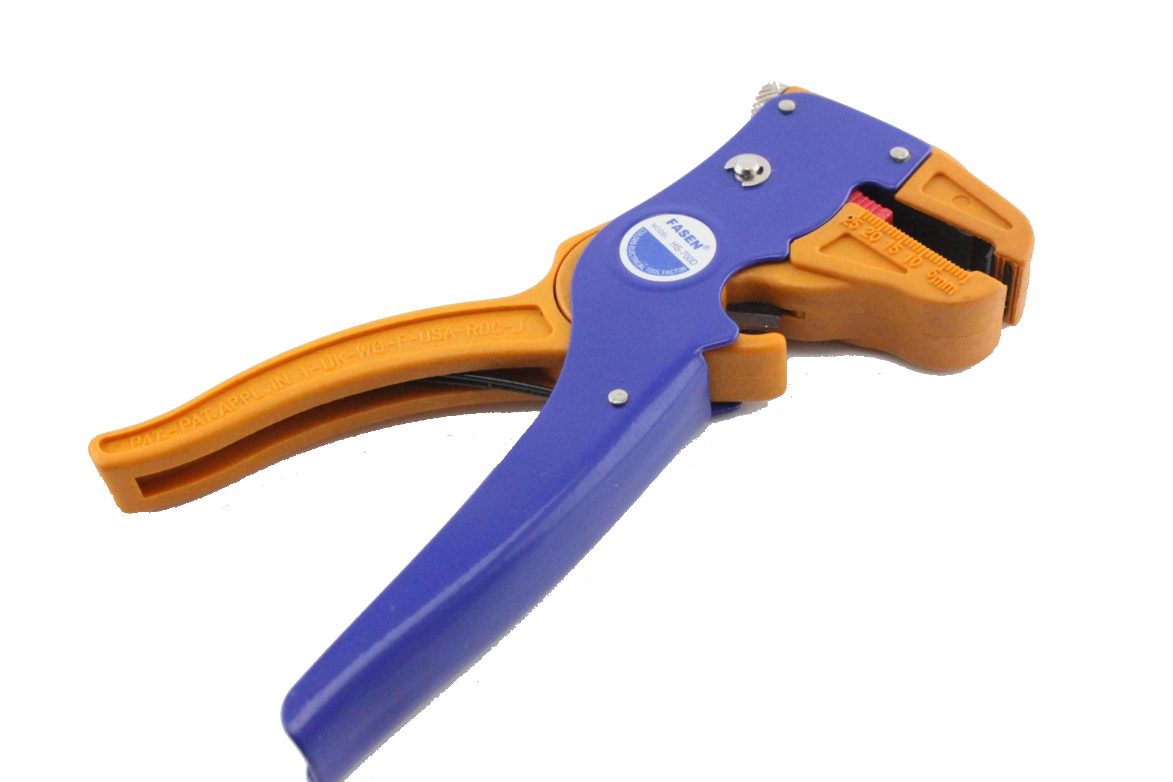 FASEN®
MODEL HS-700D
25 20 15 10 5mm
PAT.-PAT.APPL.-IN I-UK-WG-F-USA-ROC-J